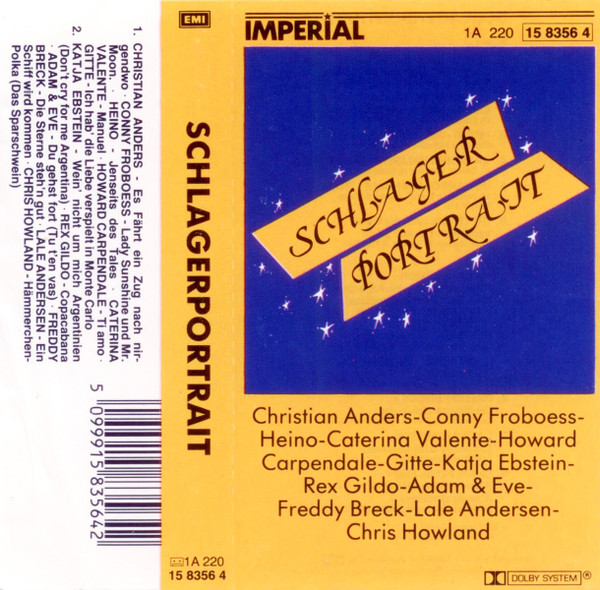 1. CHRISTIAN ANDERS - Es Fährt ein Zug nach nir-
gendwo · CONNY FROBOESS - Lady Sunshine und Mr.
Moon. · HEINO - Jenseits des Tales · CATERINA
VALENTE - Manuel · HOWARD CARPENDALE - Ti amo ·
GITTE - Ich hab' die Liebe verspielt in Monte Carlo
2. KATJA EBSTEIN - Wein' nicht um mich Argentinien
(Don't cry for me Argentina) · REX GILDO - Copacabana
· ADAM & EVE - Du gehst fort (Tu t'en vas) · FREDDY
BRECK - Die Sterne steh'n gut · LALE ANDERSEN - Ein
Schiff wird kommen · CHRIS HOWLAND - Hämmerchen-
Polka (Das Sparschwein)
5 099915 835642
EMI
SCHLAGERPORTRAIT
1A 220
15 8356 4
IMPERIAL
1A 220 15 8356 4
SCHLAGER
PORTRAIT
Christian Anders-Conny Froboess-
Heino-Caterina Valente-Howard
Carpendale-Gitte-Katja Ebstein-
Rex Gildo-Adam & Eve-
Freddy Breck-Lale Andersen-
Chris Howland
DOLBY SYSTEM®